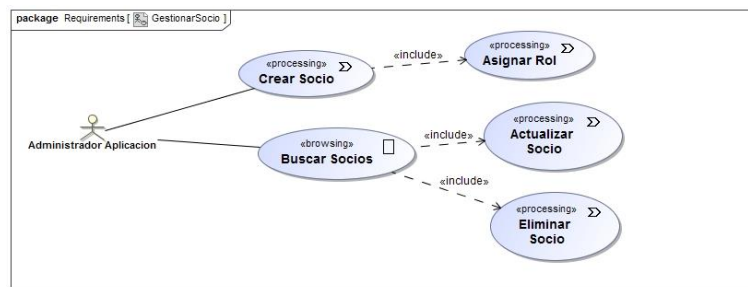 package Requirements [ GestionarSocio ]
«processing»
Crear Socio
«include»
«processing»
Asignar Rol
Administrador Aplicacion
«browsing»
Buscar Socios
«include»
«processing»
Actualizar
Socio
«include»
«processing»
Eliminar
Socio